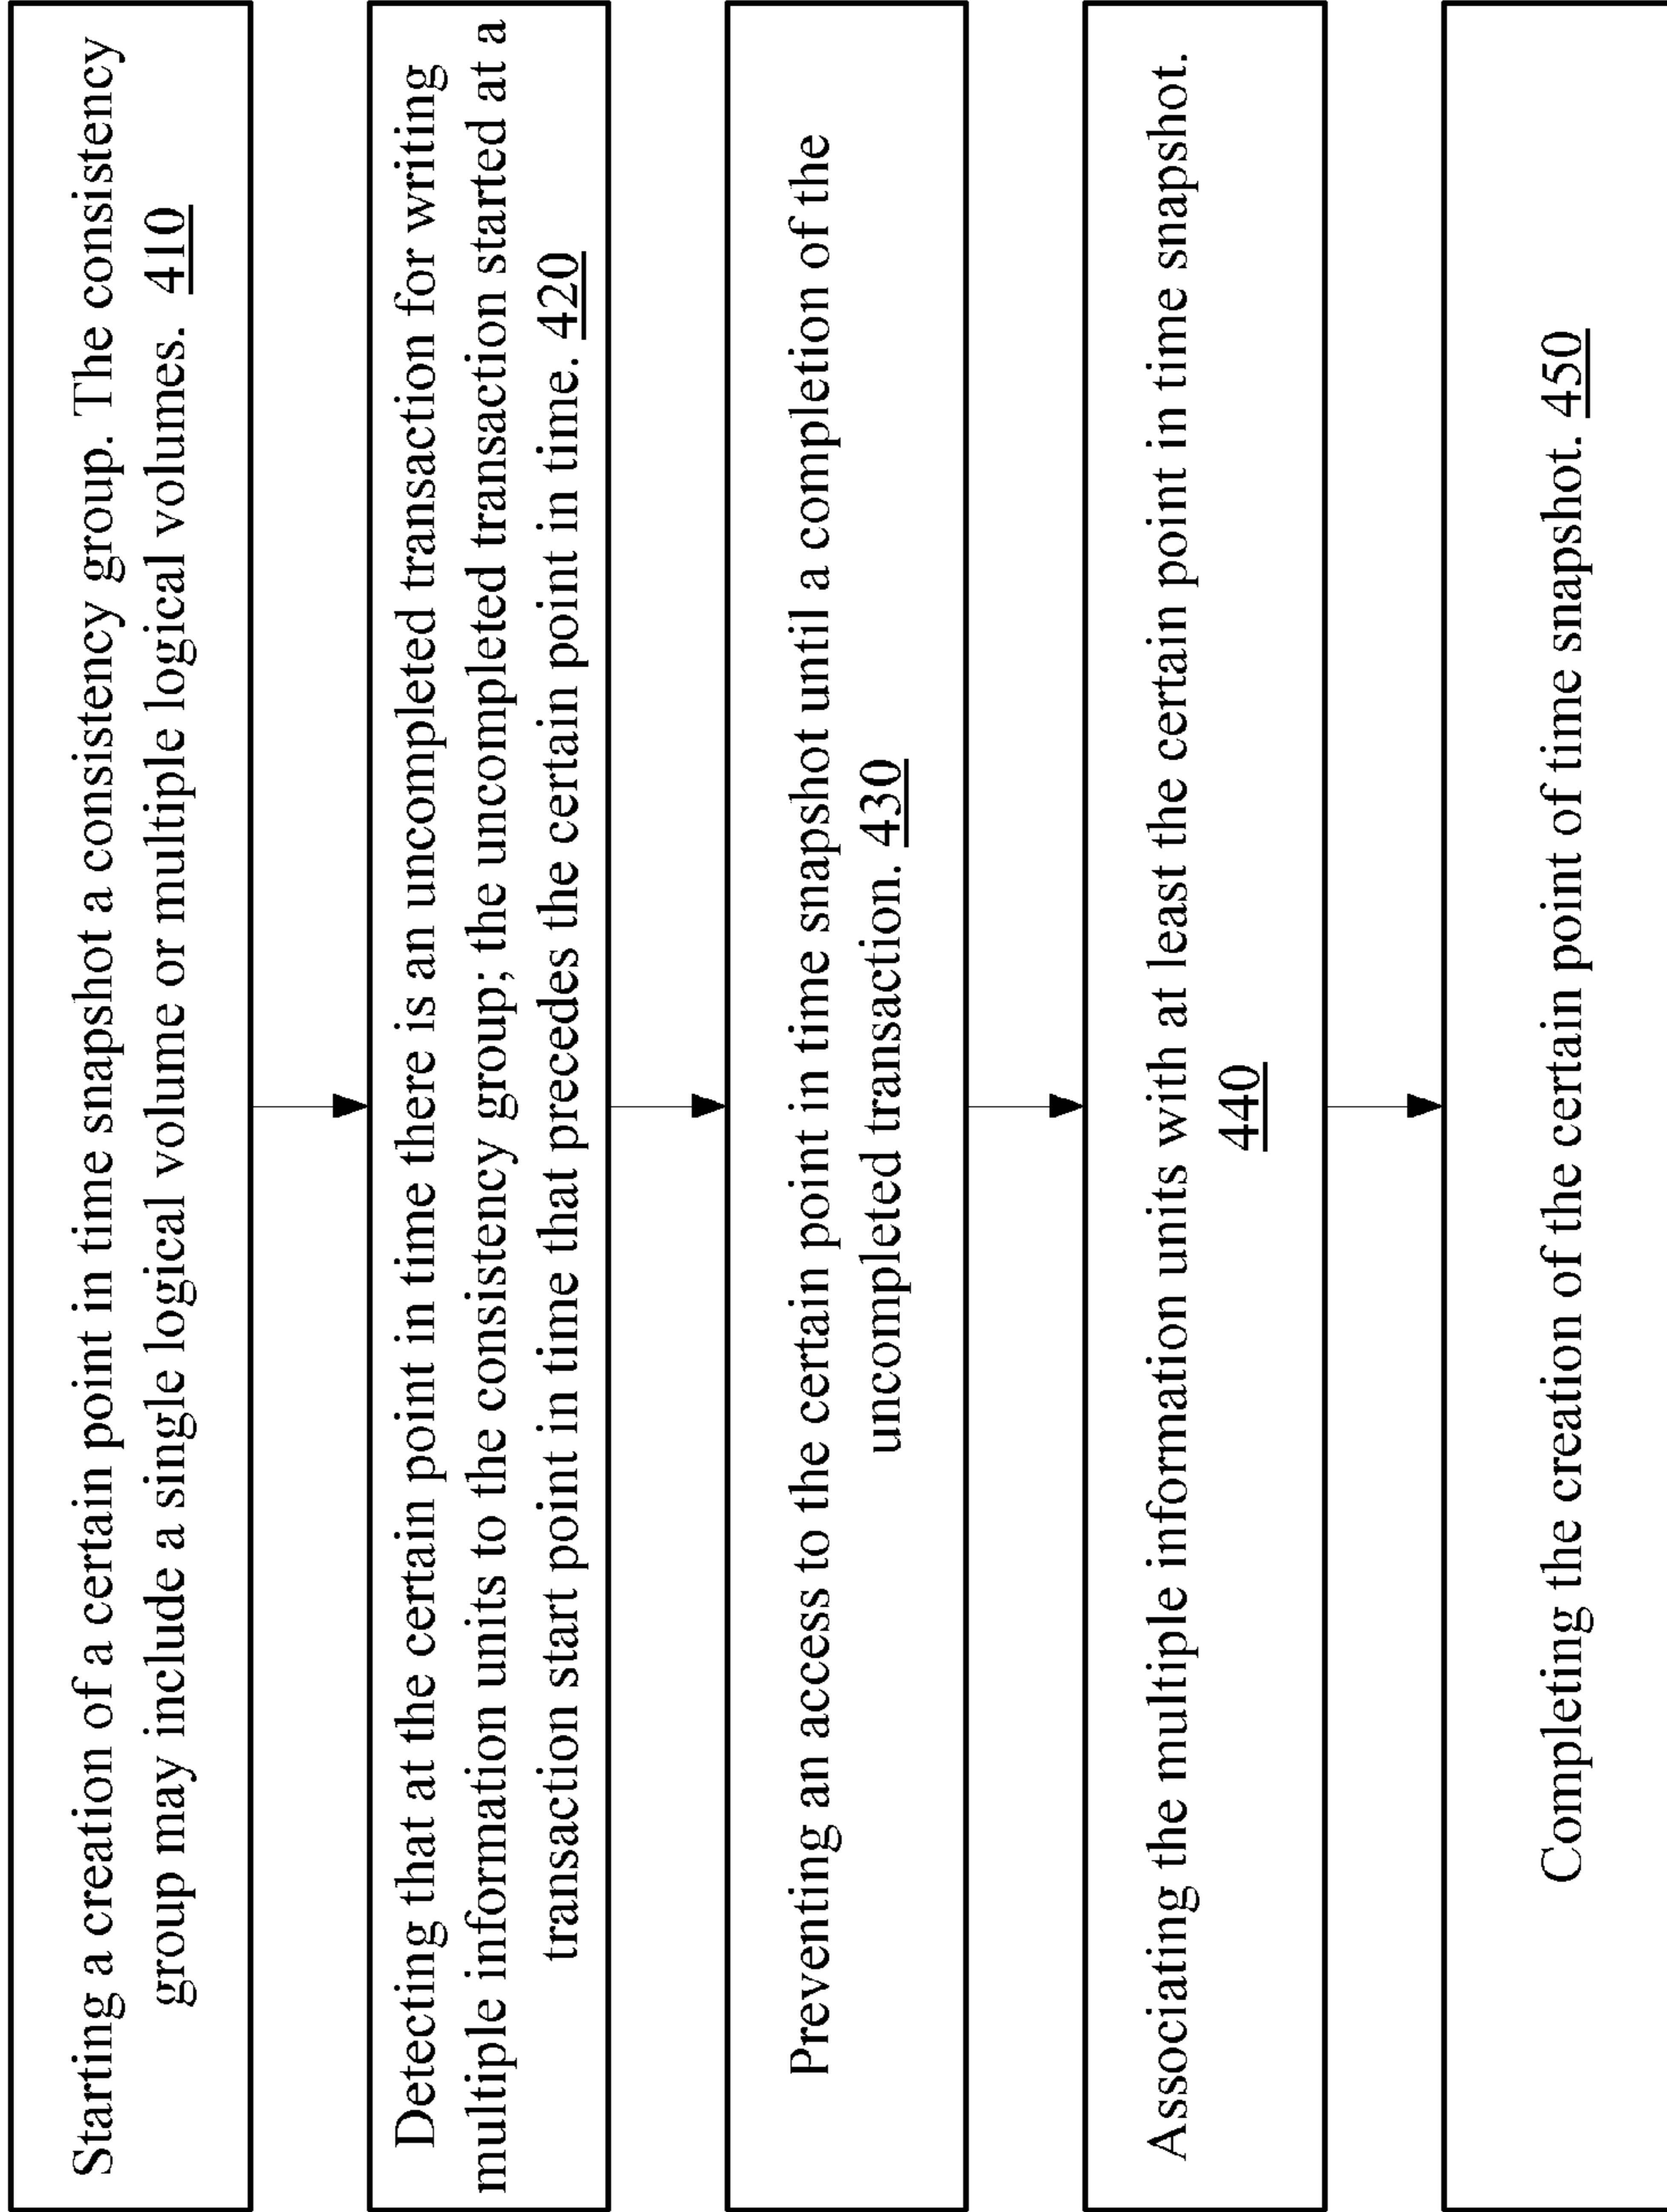 Starting a creation of a certain point in time snapshot a consistency group. The consistency
group may include a single logical volume or multiple logical volumes. 410
Detecting that at the certain point in time there is an uncompleted transaction for writing
multiple information units to the consistency group; the uncompleted transaction started at a
transaction start point in time that precedes the certain point in time. 420
Preventing an access to the certain point in time snapshot until a completion of the
uncompleted transaction. 430
Associating the multiple information units with at least the certain point in time snapshot.
440
Completing the creation of the certain point of time snapshot. 450